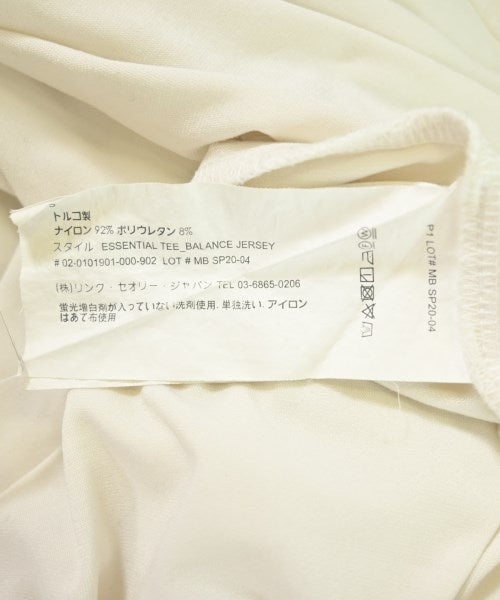 トルコ製
ナイロン 92% ポリウレタン 8%
スタイル ESSENTIAL TEE_BALANCE JERSEY
# 02-0101901-000-902 LOT # MB SP20-04
(株)リンク・セオリー・ジャパン TEL 03-6865-0206
蛍光増白剤が入っていない洗剤使用. 単独洗い. アイロン
はあて布使用
P1 LOT# MB SP20-04